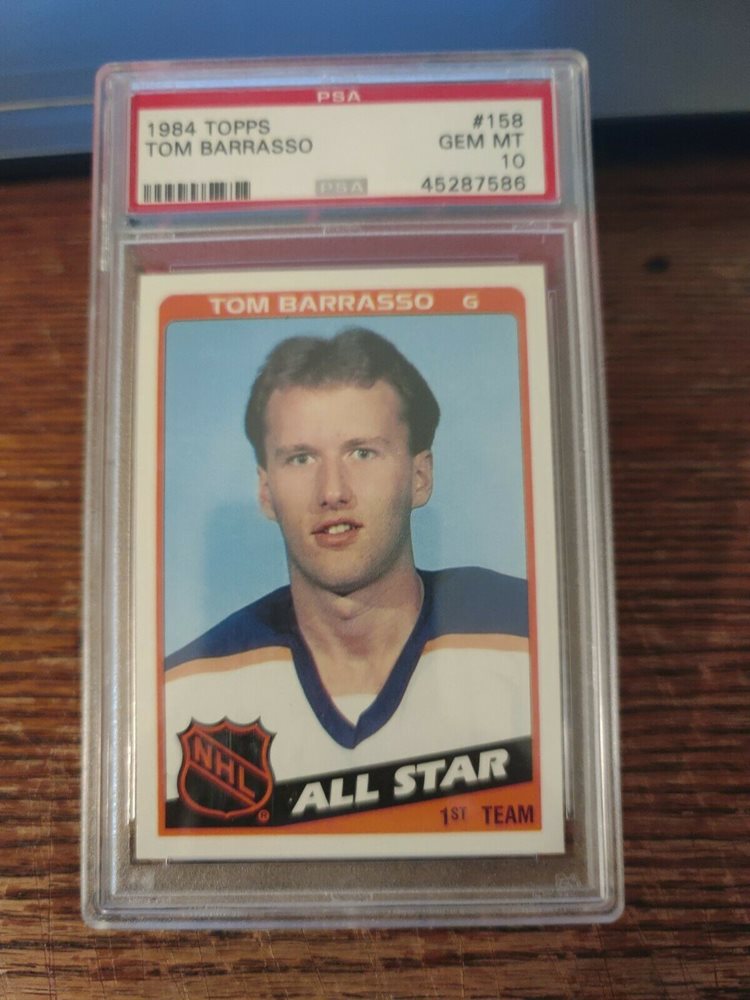 PSA
1984 TOPPS #158
TOM BARRASSO GEM MT
10
PSA 45287586
TOM BARRASSO G
NHL
®
ALL STAR
1ST TEAM